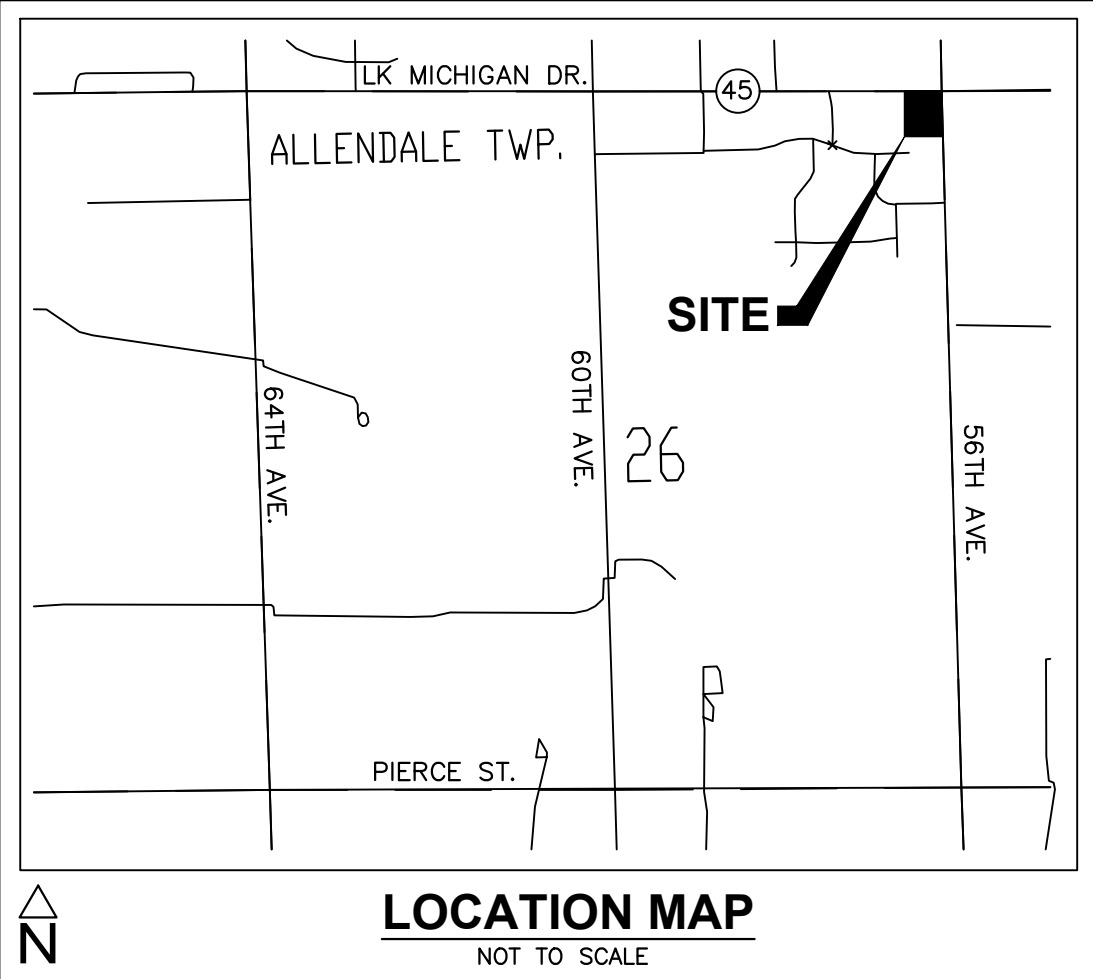 LK MICHIGAN DR.
45
ALLENDALE TWP.
SITE
60TH AVE.
64TH AVE.
26
56TH AVE.
PIERCE ST.
N
LOCATION MAP
NOT TO SCALE